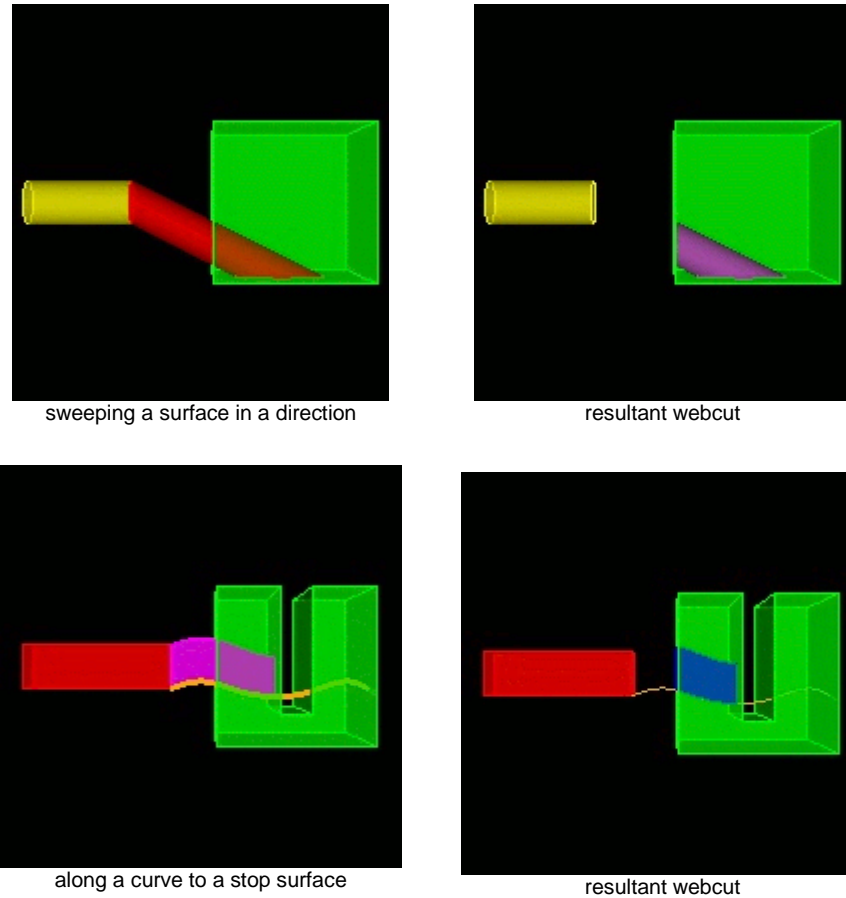 sweeping a surface in a direction
resultant webcut
along a curve to a stop surface
resultant webcut